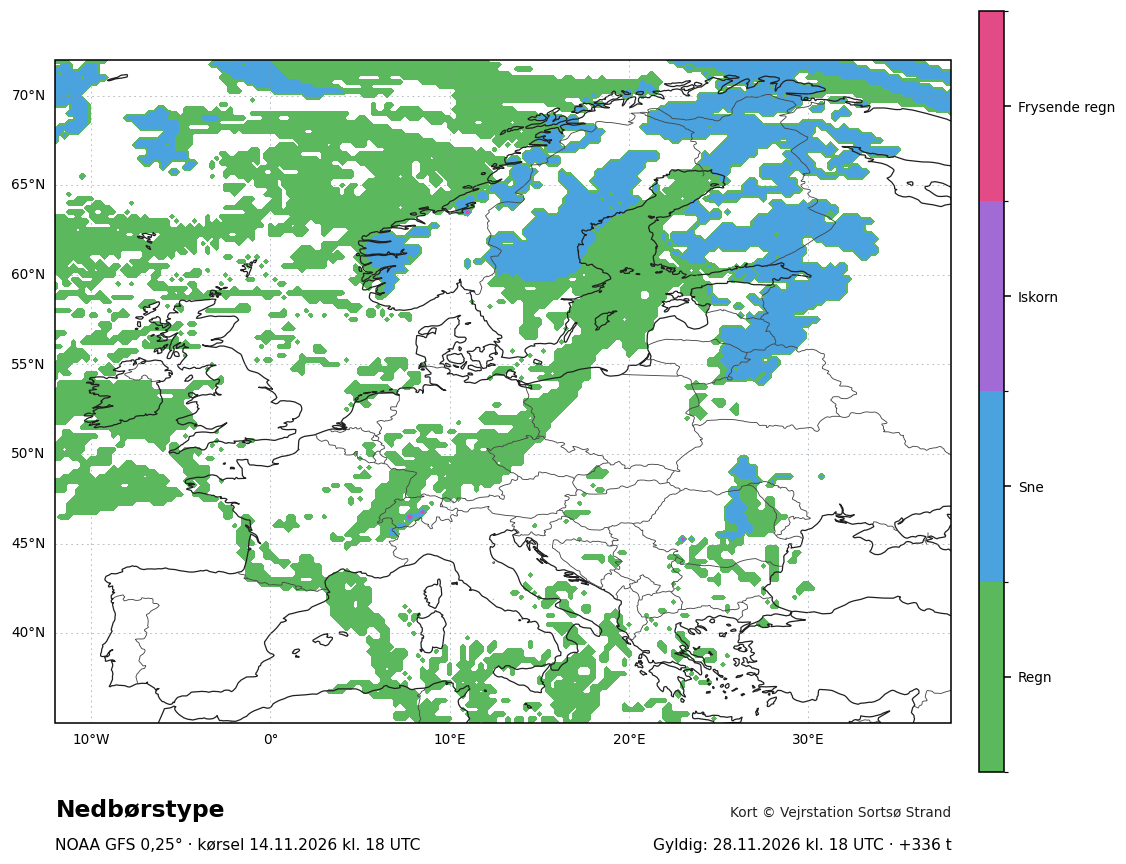 Frysende regn
Iskorn
Sne
Regn
70°N
65°N
60°N
55°N
50°N
45°N
40°N
10°W
0°
10°E
20°E
30°E
Nedbørstype
Kort © Vejrstation Sortsø Strand
NOAA GFS 0,25° · kørsel 14.11.2026 kl. 18 UTC
Gyldig: 28.11.2026 kl. 18 UTC · +336 t